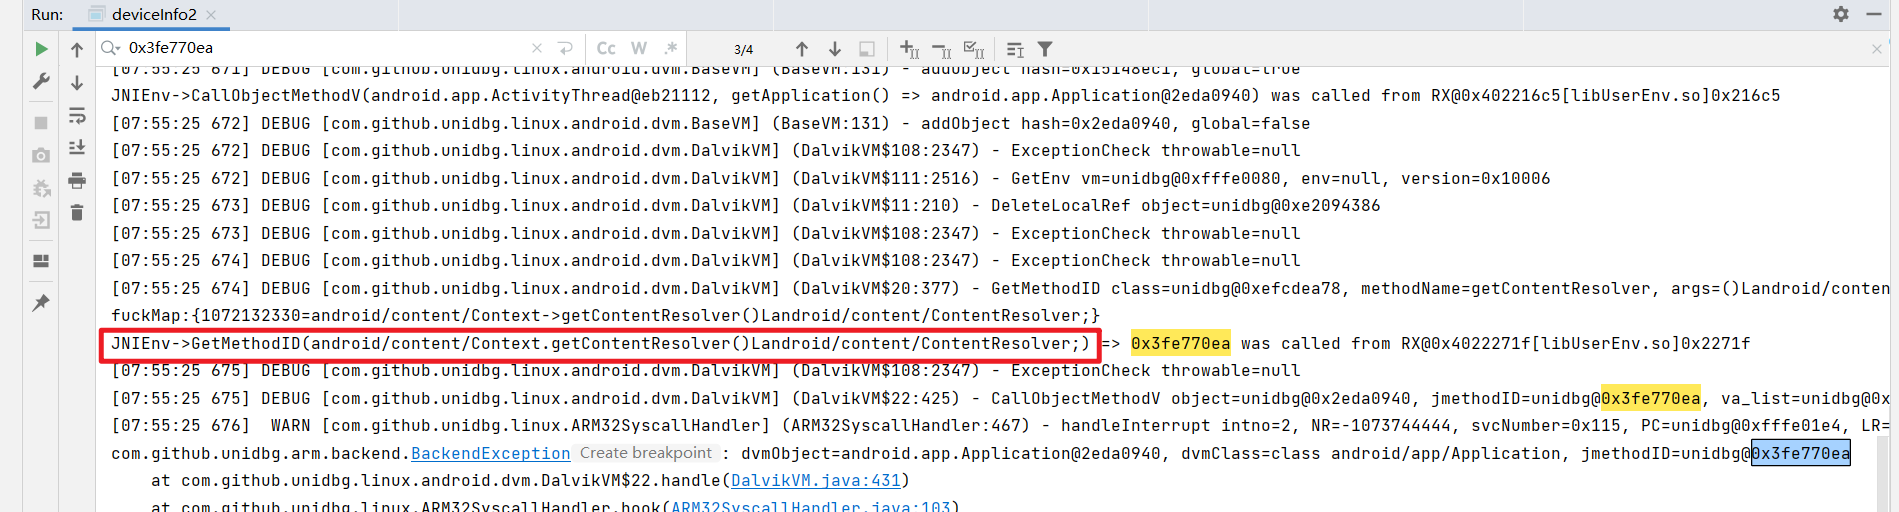 Run: deviceInfo2
0x3fe770ea Cc W .* 3/4
[07:55:25 671] DEBUG [com.github.unidbg.linux.android.dvm.BaseVM] (BaseVM:131) - addObject hash=0x15148ec1, global=true
JNIEnv->CallObjectMethodV(android.app.ActivityThread@eb21112, getApplication() => android.app.Application@2eda0940) was called from RX@0x402216c5[libUserEnv.so]0x216c5
[07:55:25 672] DEBUG [com.github.unidbg.linux.android.dvm.BaseVM] (BaseVM:131) - addObject hash=0x2eda0940, global=false
[07:55:25 672] DEBUG [com.github.unidbg.linux.android.dvm.DalvikVM] (DalvikVM$108:2347) - ExceptionCheck throwable=null
[07:55:25 672] DEBUG [com.github.unidbg.linux.android.dvm.DalvikVM] (DalvikVM$111:2516) - GetEnv vm=unidbg@0xfffe0080, env=null, version=0x10006
[07:55:25 673] DEBUG [com.github.unidbg.linux.android.dvm.DalvikVM] (DalvikVM$11:210) - DeleteLocalRef object=unidbg@0xe2094386
[07:55:25 673] DEBUG [com.github.unidbg.linux.android.dvm.DalvikVM] (DalvikVM$108:2347) - ExceptionCheck throwable=null
[07:55:25 674] DEBUG [com.github.unidbg.linux.android.dvm.DalvikVM] (DalvikVM$108:2347) - ExceptionCheck throwable=null
[07:55:25 674] DEBUG [com.github.unidbg.linux.android.dvm.DalvikVM] (DalvikVM$20:377) - GetMethodID class=unidbg@0xefcdea78, methodName=getContentResolver, args=()Landroid/conten
fuckMap:{1072132330=android/content/Context->getContentResolver()Landroid/content/ContentResolver;}
JNIEnv->GetMethodID(android/content/Context.getContentResolver()Landroid/content/ContentResolver;) => 0x3fe770ea was called from RX@0x4022271f[libUserEnv.so]0x2271f
[07:55:25 675] DEBUG [com.github.unidbg.linux.android.dvm.DalvikVM] (DalvikVM$108:2347) - ExceptionCheck throwable=null
[07:55:25 675] DEBUG [com.github.unidbg.linux.android.dvm.DalvikVM] (DalvikVM$22:425) - CallObjectMethodV object=unidbg@0x2eda0940, jmethodID=unidbg@0x3fe770ea, va_list=unidbg@0x
[07:55:25 676]  WARN [com.github.unidbg.linux.ARM32SyscallHandler] (ARM32SyscallHandler:467) - handleInterrupt intno=2, NR=-1073744444, svcNumber=0x115, PC=unidbg@0xfffe01e4, LR=
com.github.unidbg.arm.backend.BackendException Create breakpoint : dvmObject=android.app.Application@2eda0940, dvmClass=class android/app/Application, jmethodID=unidbg@0x3fe770ea
at com.github.unidbg.linux.android.dvm.DalvikVM$22.handle(DalvikVM.java:431)
at com.github.unidbg.linux.ARM32SyscallHandler.hook(ARM32SyscallHandler.java:103)